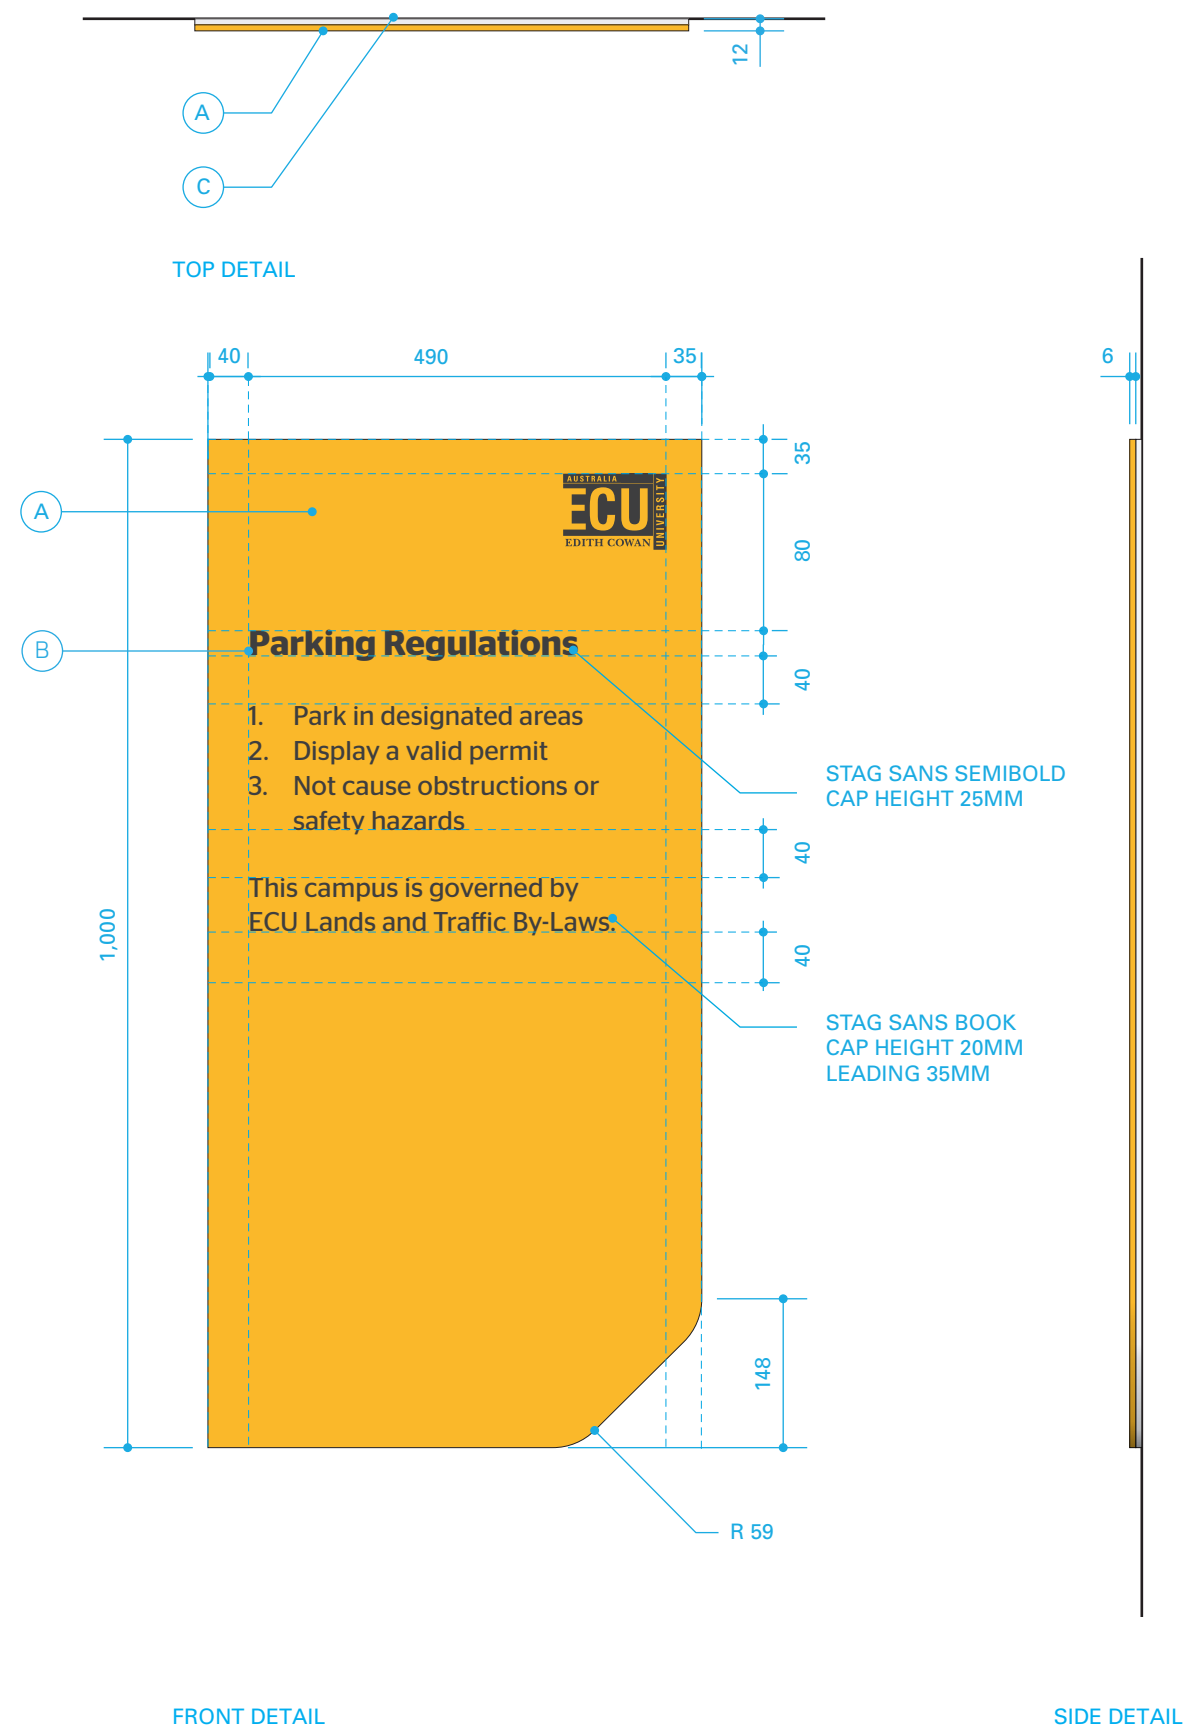 12
A
C
TOP DETAIL
40
490
35
6
35
A
AUSTRALIA
ECU
EDITH COWAN
UNIVERSITY
80
B
Parking Regulations
40
1. Park in designated areas
2. Display a valid permit
3. Not cause obstructions or
safety hazards
STAG SANS SEMIBOLD
CAP HEIGHT 25MM
40
This campus is governed by
ECU Lands and Traffic By-Laws.
1,000
40
STAG SANS BOOK
CAP HEIGHT 20MM
LEADING 35MM
148
R 59
FRONT DETAIL
SIDE DETAIL